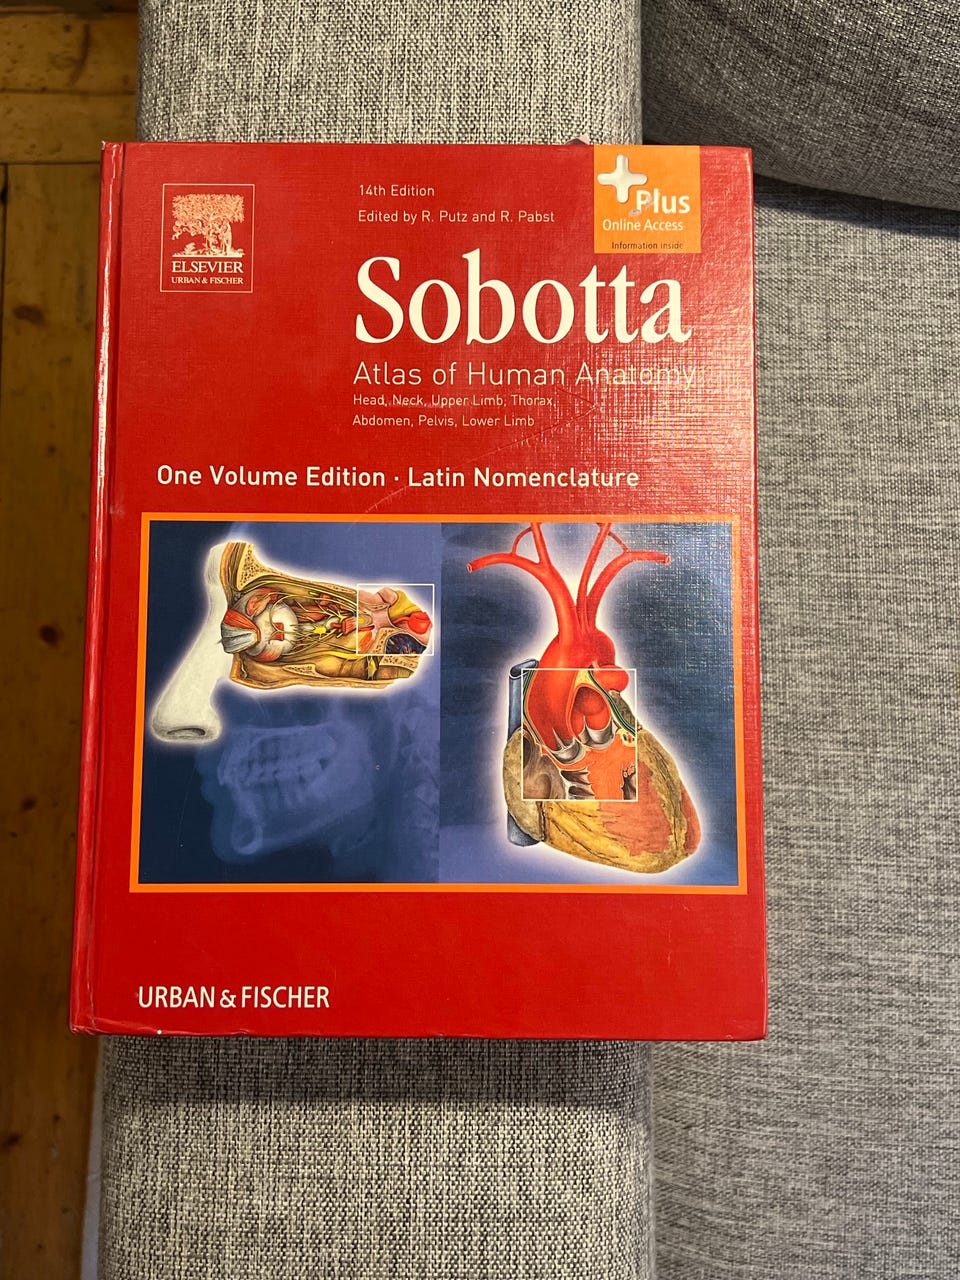 14th Edition
Edited by R. Putz and R. Pabst
Plus
Online Access
Information inside
ELSEVIER
URBAN & FISCHER
Sobotta
Atlas of Human Anatomy
Head, Neck, Upper Limb, Thorax,
Abdomen, Pelvis, Lower Limb
One Volume Edition · Latin Nomenclature
URBAN & FISCHER